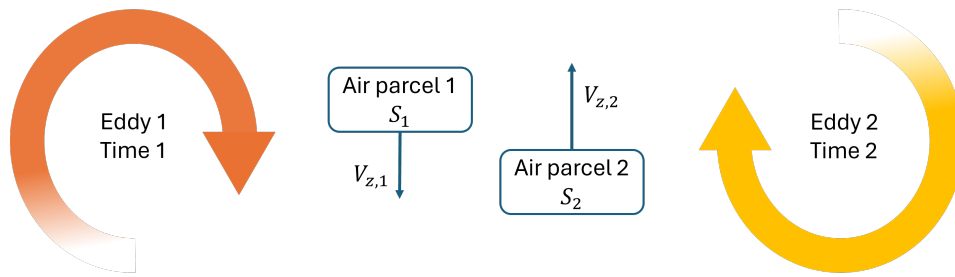 Eddy 1
Time 1
Air parcel 1
S₁
V_{z,1}
V_{z,2}
Air parcel 2
S₂
Eddy 2
Time 2